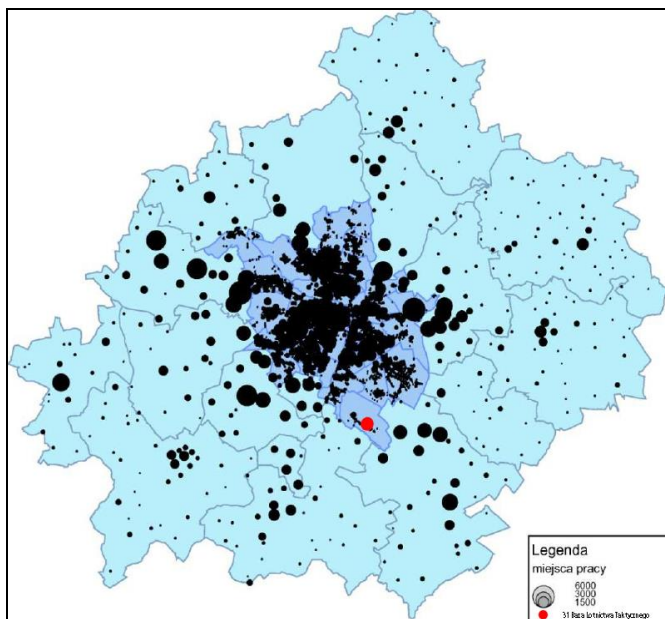 Legenda
miejsca pracy
6000
3000
1500
31 Baza Lotnictwa Taktycznego